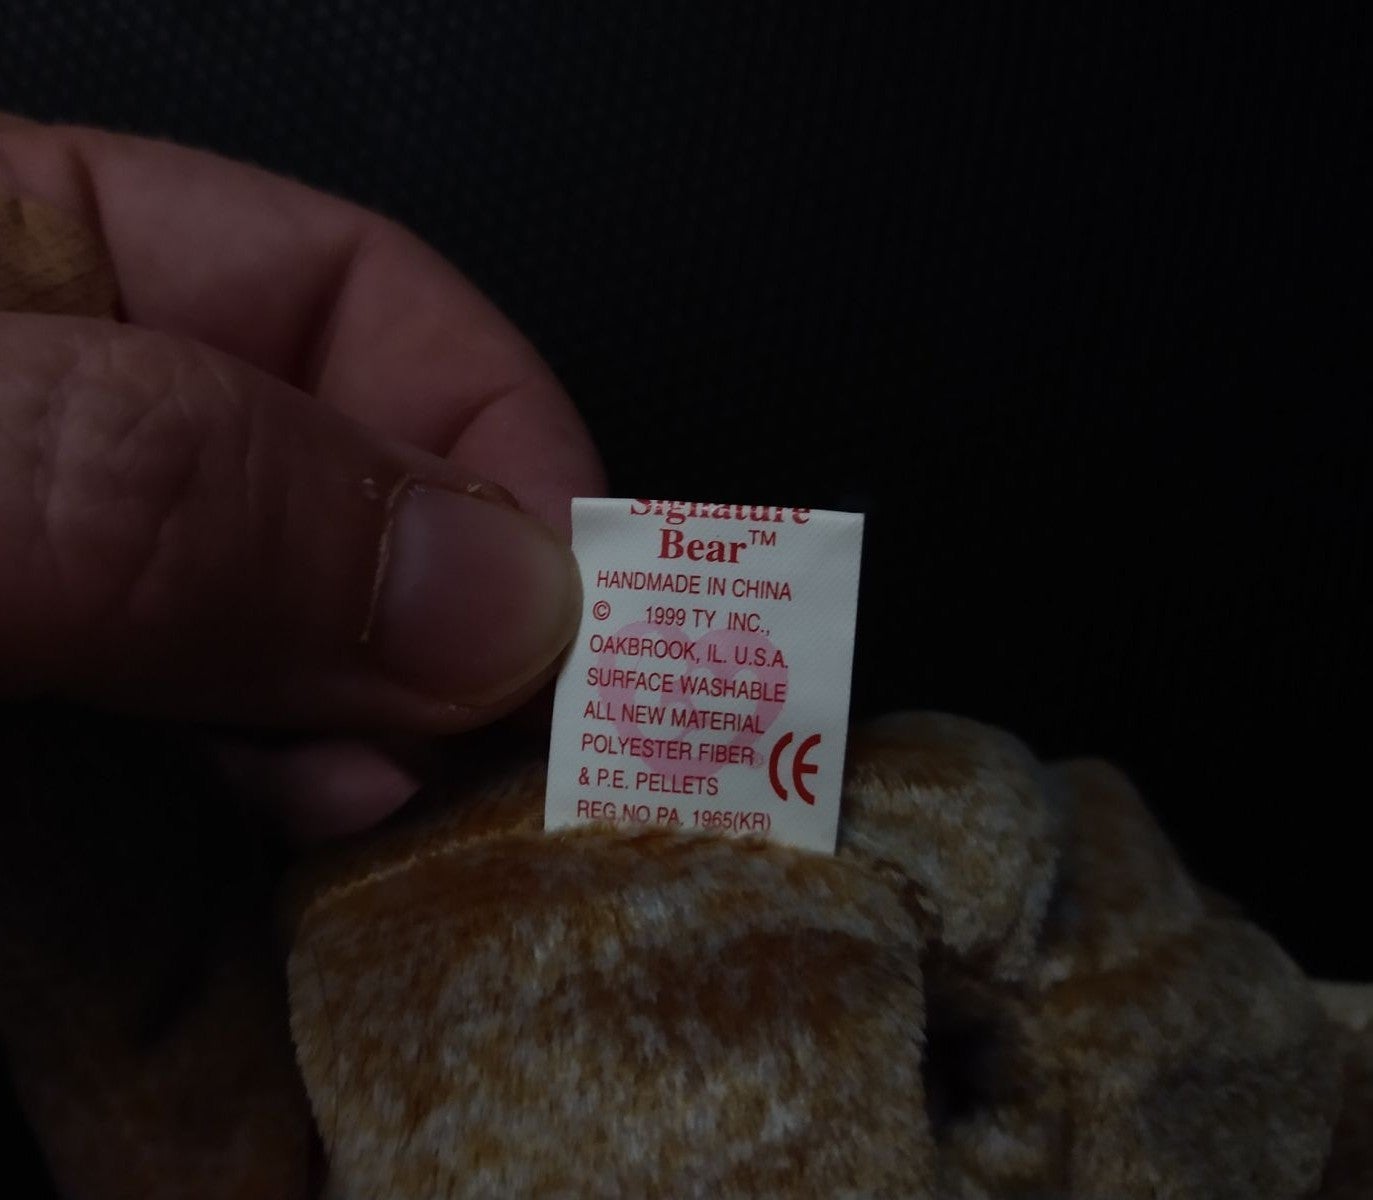 Signature
Bear™
HANDMADE IN CHINA
© 1999 TY INC.,
OAKBROOK, IL. U.S.A.
SURFACE WASHABLE
ALL NEW MATERIAL
POLYESTER FIBER
& P.E. PELLETS
CE
REG.NO PA. 1965(KR)